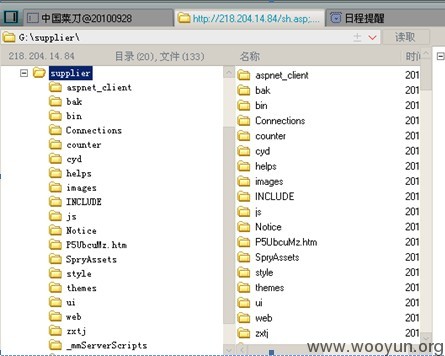 中国菜刀@20100928
http://218.204.14.84/sh.asp;...
日程提醒
G:\supplier\
读取
218.204.14.84 目录(20),文件(133)
名称 时间
supplier
aspnet_client
bak
bin
Connections
counter
cyd
helps
images
INCLUDE
js
Notice
P5UbcuMz.htm
SpryAssets
style
themes
ui
web
zxtj
_mmServerScripts
aspnet_client 201
bak 201
bin 201
Connections 201
counter 201
cyd 201
helps 201
images 201
INCLUDE 201
js 201
Notice 201
P5UbcuMz.htm 201
SpryAssets 201
style 201
themes 201
ui 201
web 201
zxtj 201
www.wooyun.org